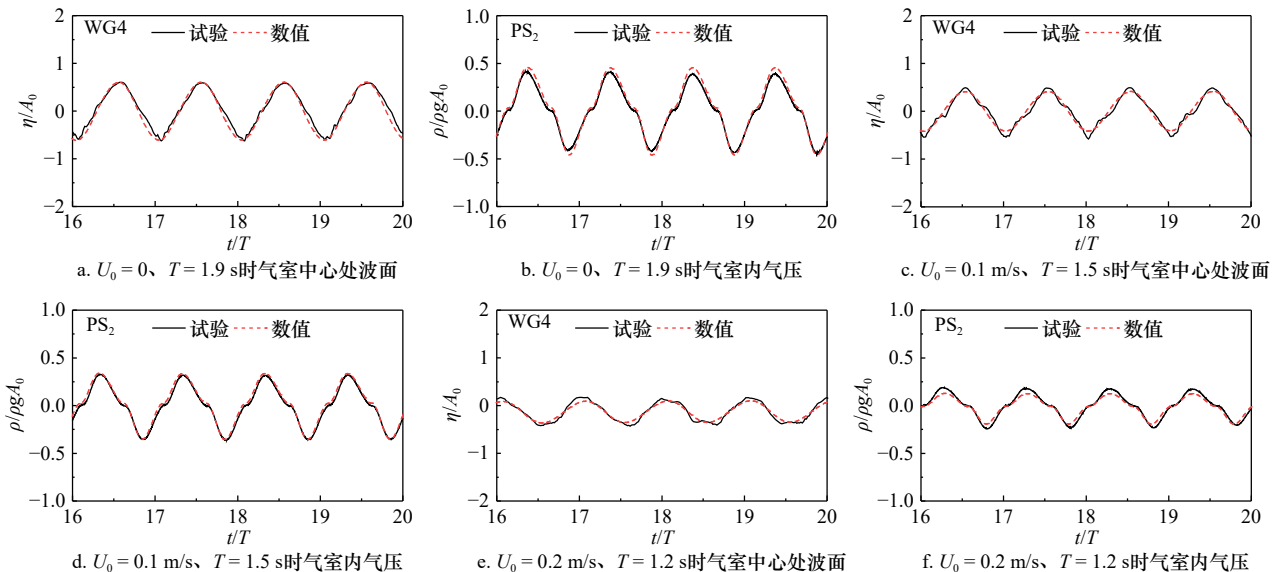 WG4 试验 数值
2
1
0
−1
−2
η/A₀
16 17 18 19 20
t/T
a. U₀ = 0、T = 1.9 s时气室中心处波面
PS₂ 试验 数值
1.0
0.5
0.0
−0.5
−1.0
ρ/ρgA₀
16 17 18 19 20
t/T
b. U₀ = 0、T = 1.9 s时气室内气压
WG4 试验 数值
2
1
0
−1
−2
η/A₀
16 17 18 19 20
t/T
c. U₀ = 0.1 m/s、T = 1.5 s时气室中心处波面
PS₂ 试验 数值
1.0
0.5
0.0
−0.5
−1.0
ρ/ρgA₀
16 17 18 19 20
t/T
d. U₀ = 0.1 m/s、T = 1.5 s时气室内气压
WG4 试验 数值
2
1
0
−1
−2
η/A₀
16 17 18 19 20
t/T
e. U₀ = 0.2 m/s、T = 1.2 s时气室中心处波面
PS₂ 试验 数值
1.0
0.5
0.0
−0.5
−1.0
ρ/ρgA₀
16 17 18 19 20
t/T
f. U₀ = 0.2 m/s、T = 1.2 s时气室内气压